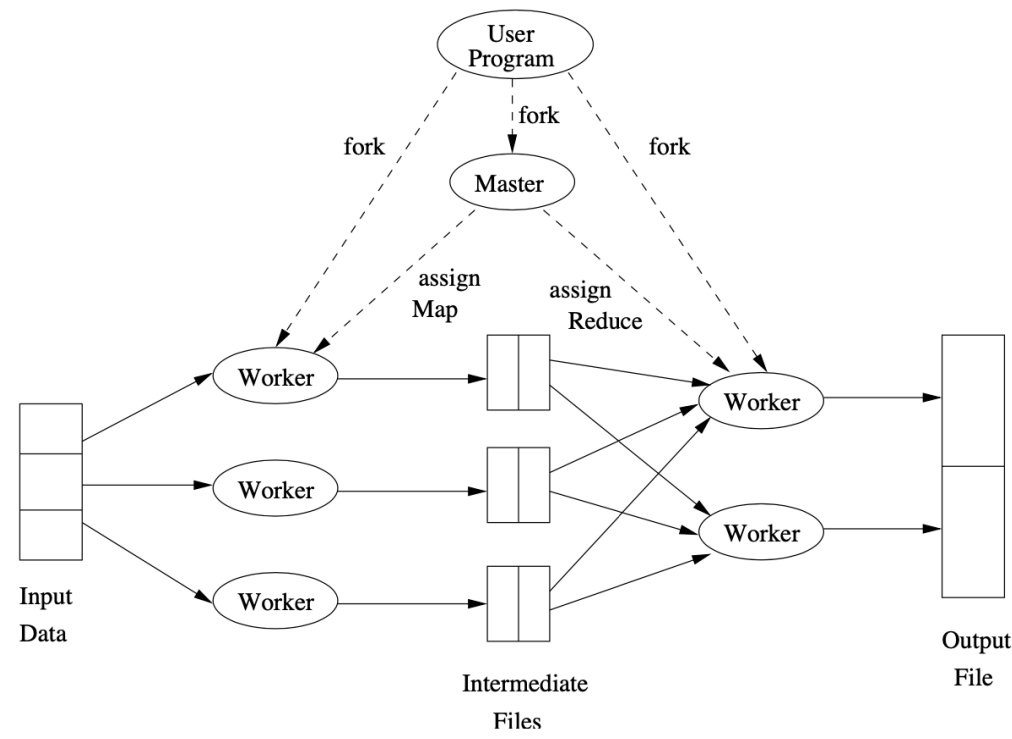 User
Program
fork
fork
fork
Master
assign
Map
assign
Reduce
Worker
Worker
Worker
Worker
Worker
Input
Data
Intermediate
Files
Output
File